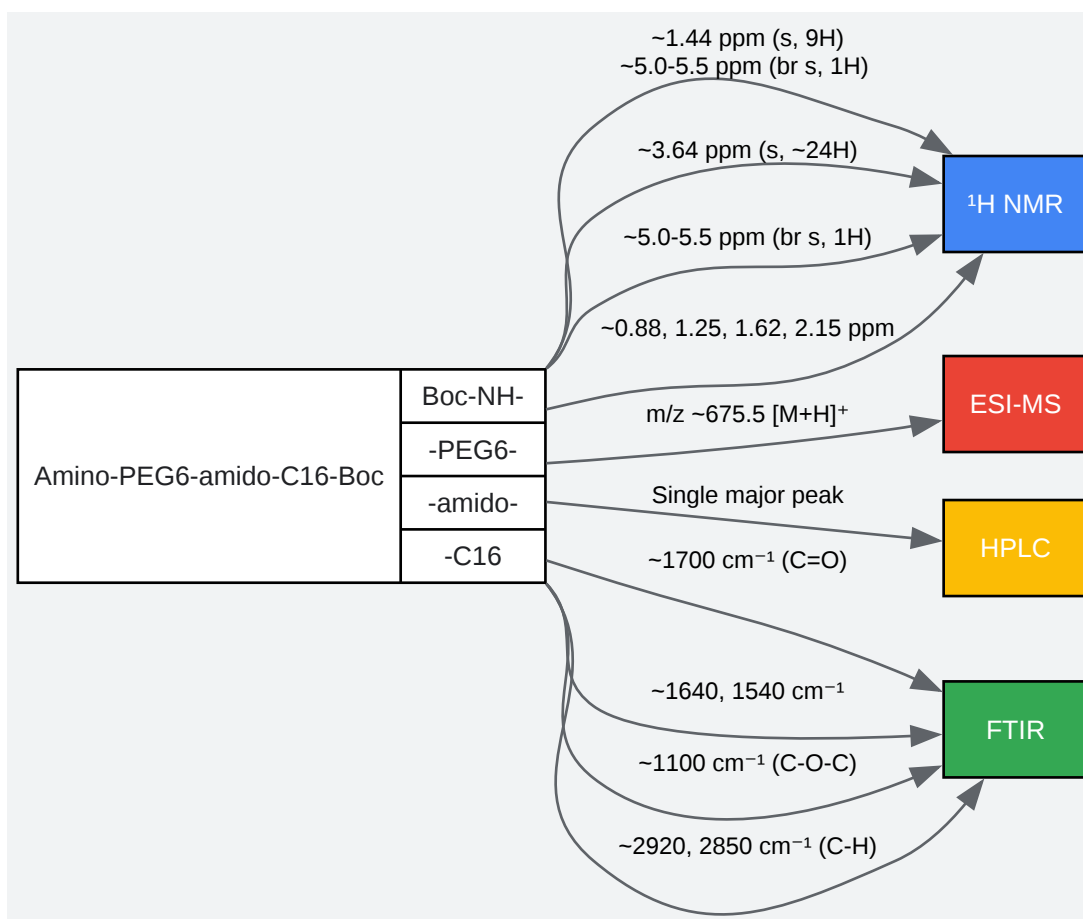 ~1.44 ppm (s, 9H)
~5.0-5.5 ppm (br s, 1H)
~3.64 ppm (s, ~24H)
¹H NMR
~5.0-5.5 ppm (br s, 1H)
~0.88, 1.25, 1.62, 2.15 ppm
Amino-PEG6-amido-C16-Boc
Boc-NH-
-PEG6-
-amido-
-C16
m/z ~675.5 [M+H]⁺
ESI-MS
Single major peak
HPLC
~1700 cm⁻¹ (C=O)
~1640, 1540 cm⁻¹
FTIR
~1100 cm⁻¹ (C-O-C)
~2920, 2850 cm⁻¹ (C-H)